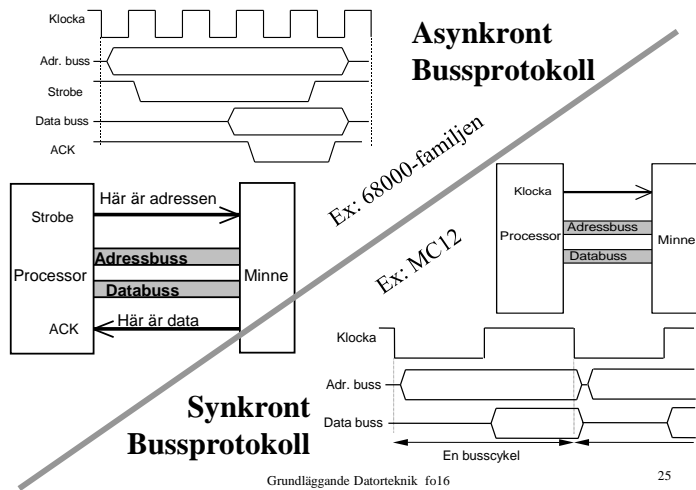 Klocka
Adr. buss
Strobe
Data buss
ACK
Asynkront
Bussprotokoll
Ex: 68000-familjen
Här är adressen
Strobe
Adressbuss
Processor
Minne
Databuss
ACK
Här är data
Ex: MC12
Klocka
Adressbuss
Processor
Minne
Databuss
Klocka
Adr. buss
Data buss
En busscykel
Synkront
Bussprotokoll
Grundläggande Datorteknik fo16
25